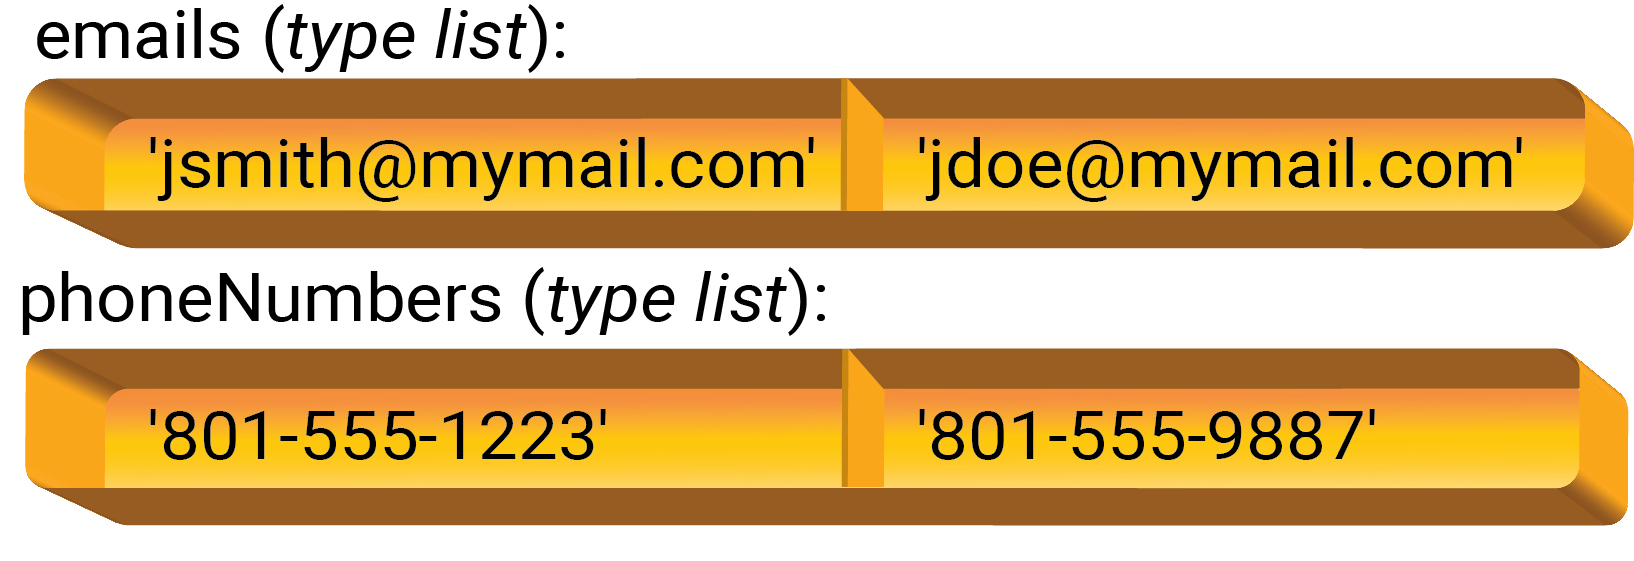 emails (type list):
'jsmith@mymail.com' 'jdoe@mymail.com'
phoneNumbers (type list):
'801-555-1223' '801-555-9887'